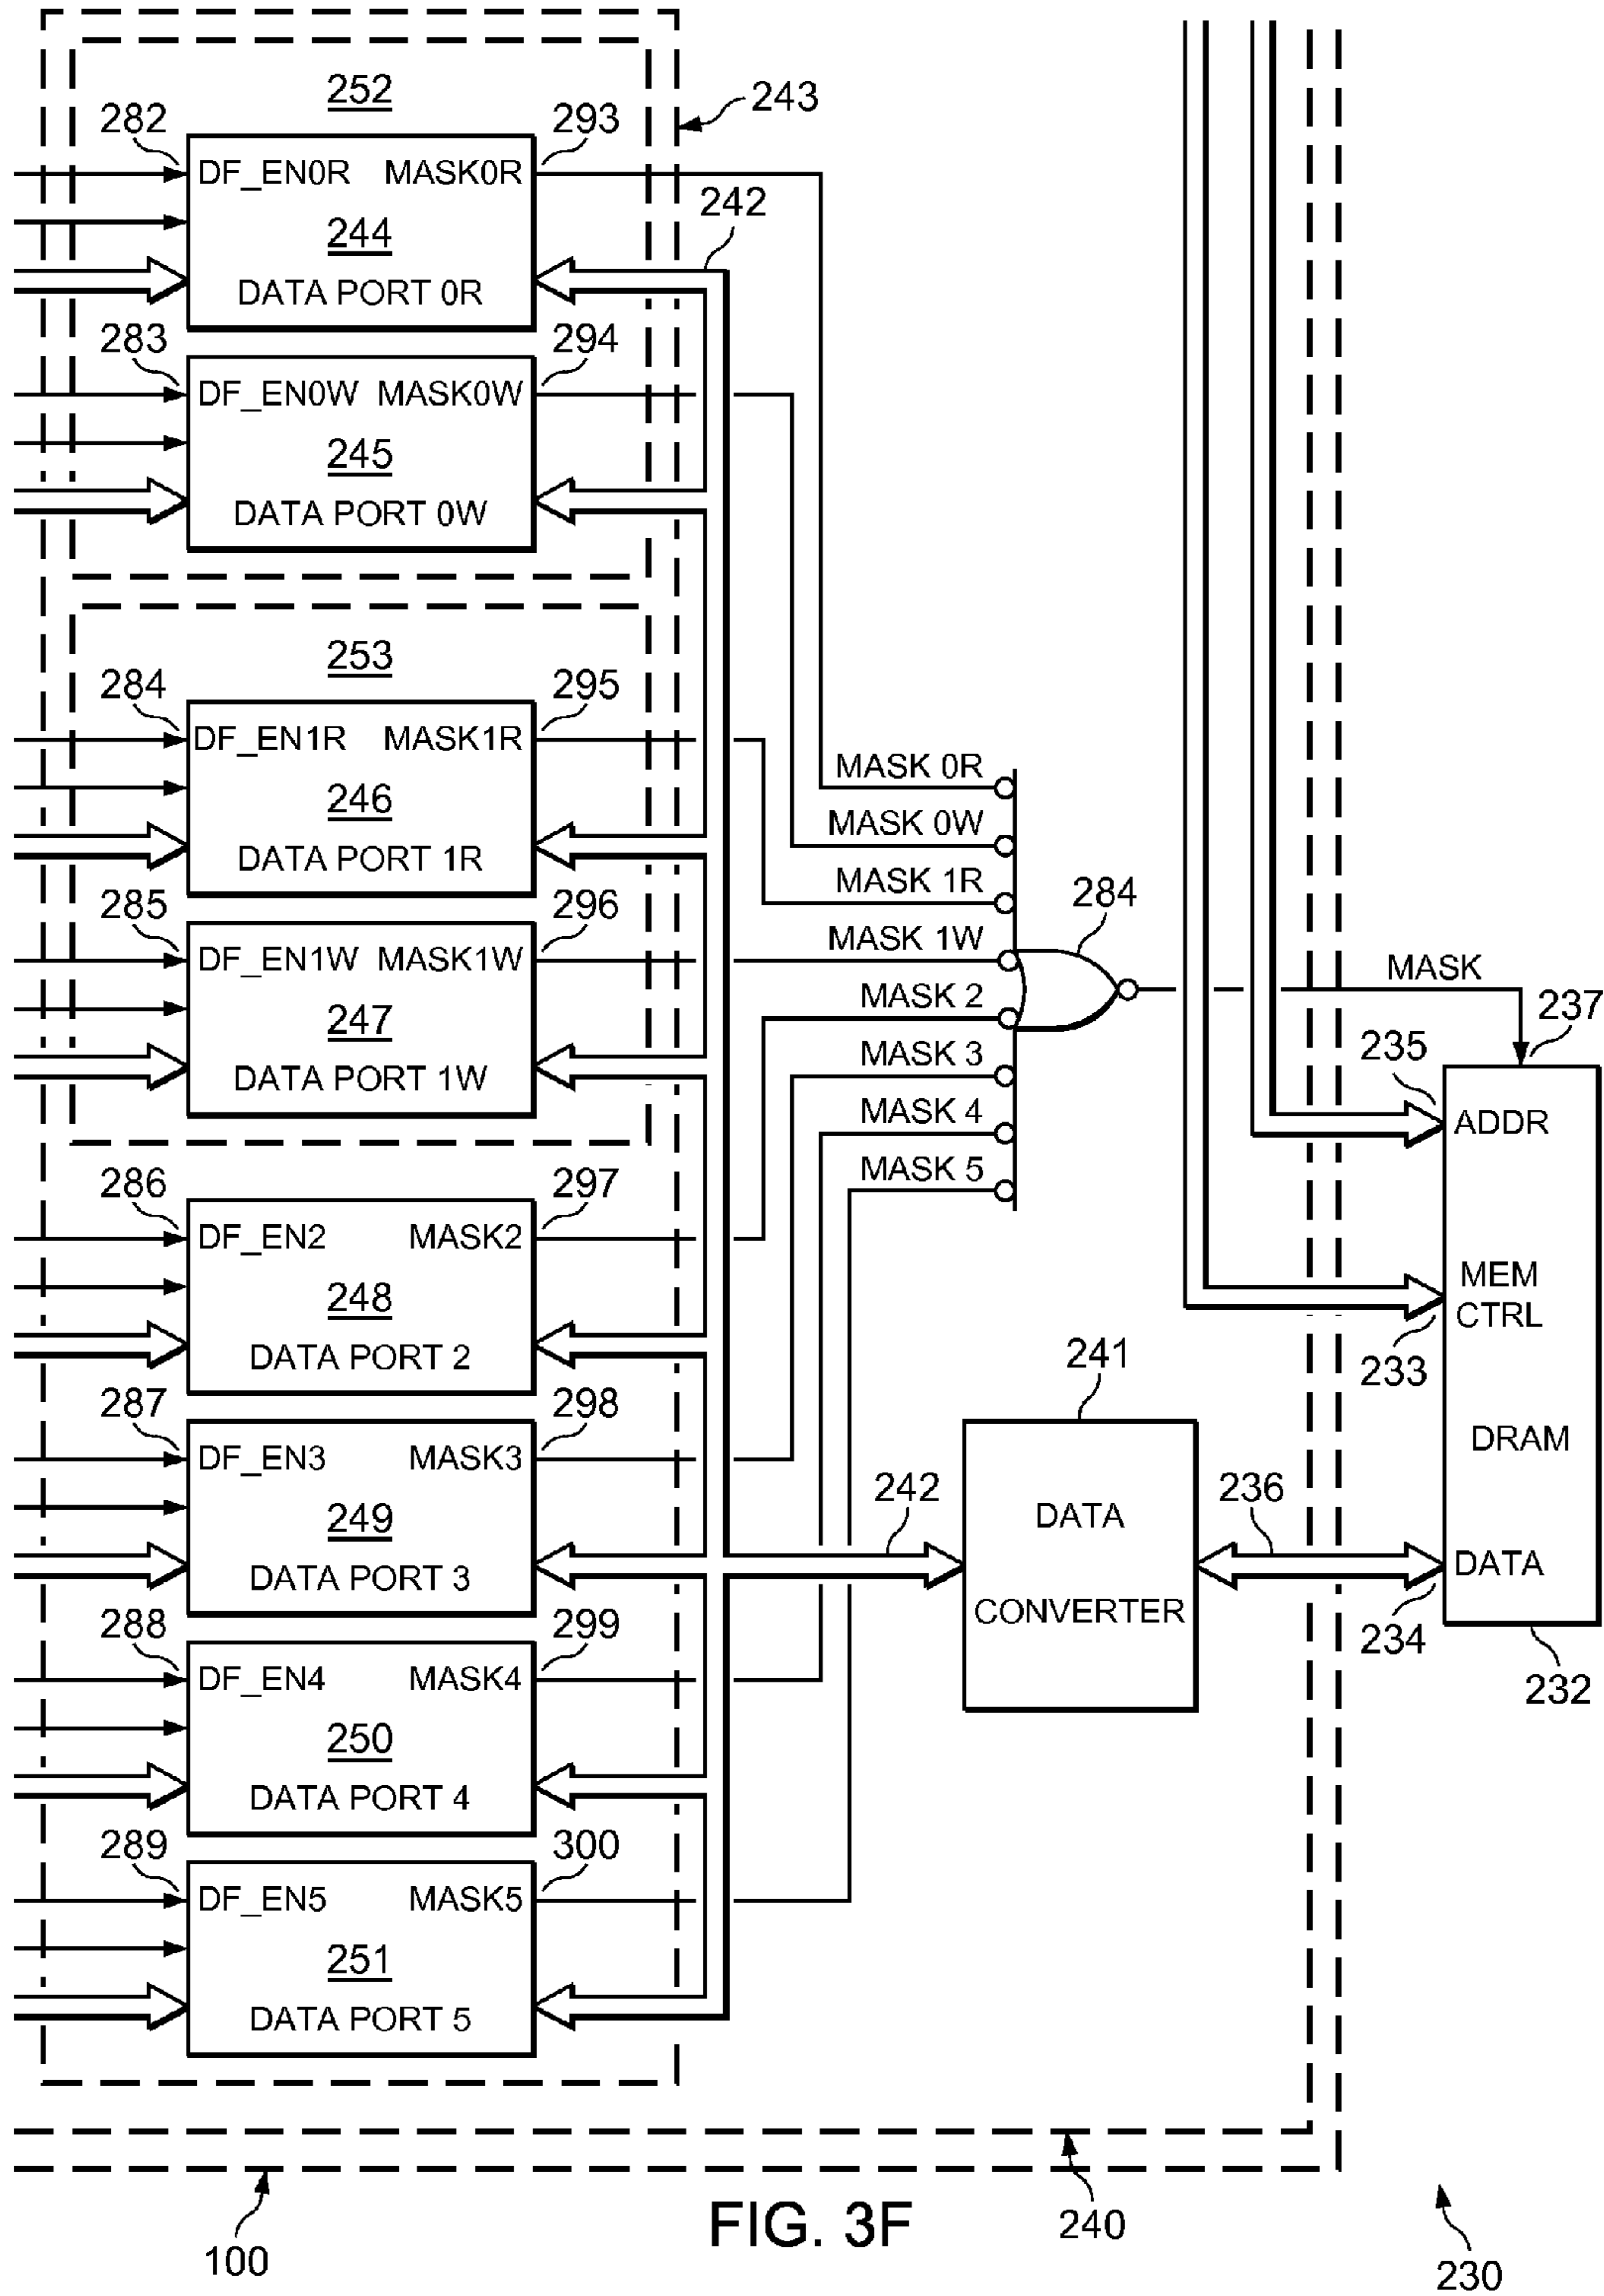 252
243
282
293
DF_EN0R MASK0R
244
DATA PORT 0R
242
283
294
DF_EN0W MASK0W
245
DATA PORT 0W
253
284
295
DF_EN1R MASK1R
246
DATA PORT 1R
285
296
DF_EN1W MASK1W
247
DATA PORT 1W
286
297
DF_EN2 MASK2
248
DATA PORT 2
287
298
DF_EN3 MASK3
249
DATA PORT 3
288
299
DF_EN4 MASK4
250
DATA PORT 4
289
300
DF_EN5 MASK5
251
DATA PORT 5
MASK 0R
MASK 0W
MASK 1R
MASK 1W
MASK 2
MASK 3
MASK 4
MASK 5
284
MASK
237
235
ADDR
MEM
CTRL
233
DRAM
DATA
234
232
241
DATA
CONVERTER
242
236
100
FIG. 3F
240
230